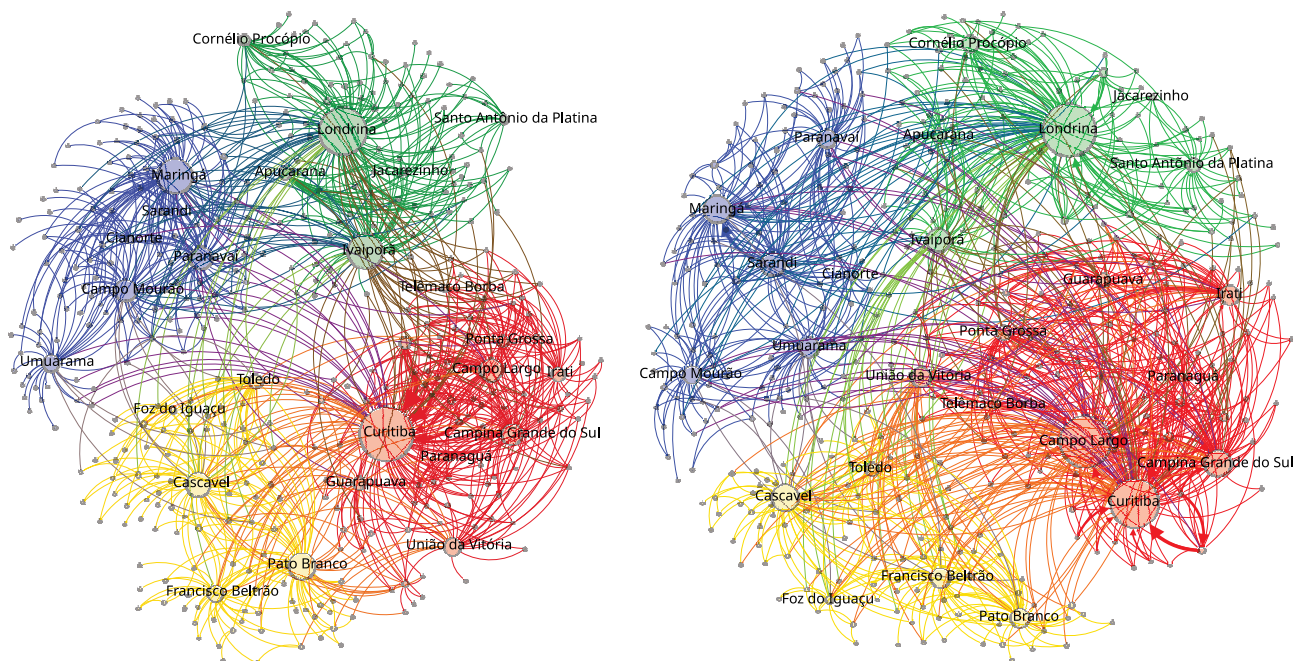 Cornélio Procópio
Londrina
Santo Antônio da Platina
Maringá
Apucarana
Jacarezinho
Sarandi
Cianorte
Ivaiporã
Paranavaí
Campo Mourão
Telêmaco Borba
Ponta Grossa
Umuarama
Campo Largo
Irati
Toledo
Foz do Iguaçu
Curitiba
Campina Grande do Sul
Paranaguá
Cascavel
Guarapuava
União da Vitória
Pato Branco
Francisco Beltrão
Cornélio Procópio
Jacarezinho
Paranavaí
Apucarana
Londrina
Santo Antônio da Platina
Maringá
Ivaiporã
Sarandi
Cianorte
Guarapuava
Irati
Ponta Grossa
Umuarama
Campo Mourão
União da Vitória
Paranaguá
Telêmaco Borba
Campo Largo
Campina Grande do Sul
Toledo
Cascavel
Curitiba
Francisco Beltrão
Foz do Iguaçu
Pato Branco